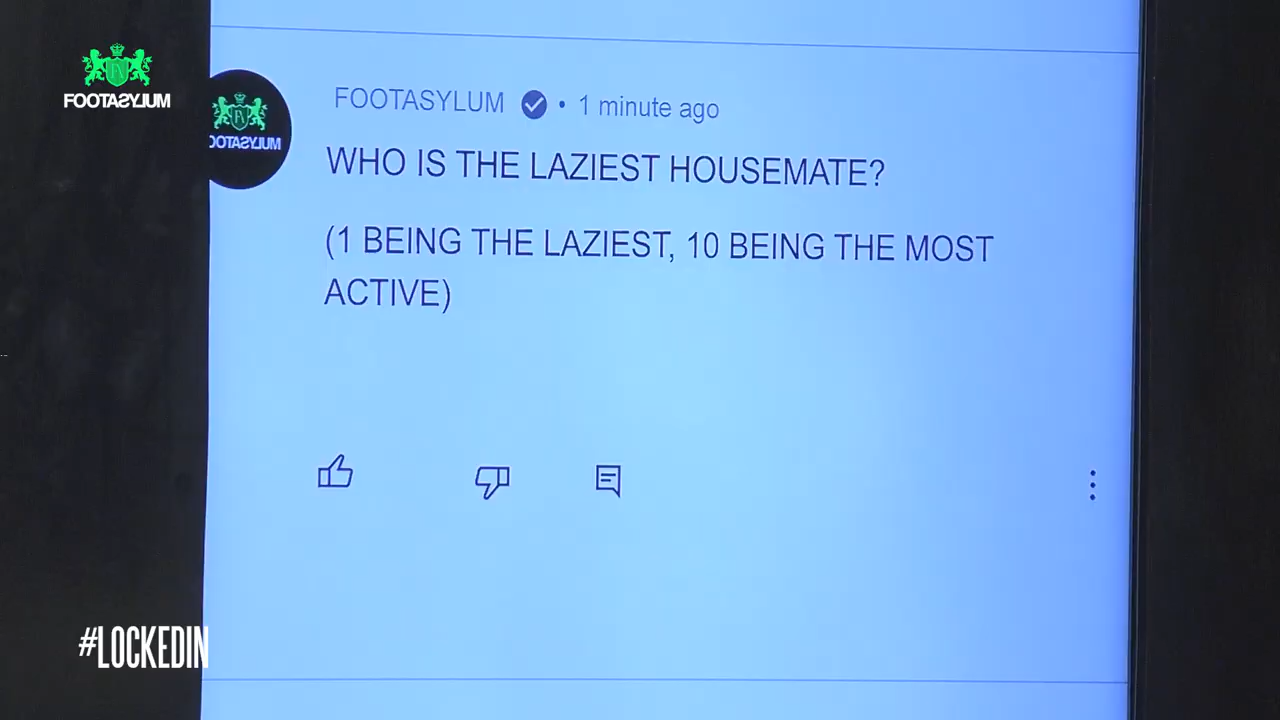 FOOTASYLUM
FOOTASYLUM
FOOTASYLUM • 1 minute ago
WHO IS THE LAZIEST HOUSEMATE?
(1 BEING THE LAZIEST, 10 BEING THE MOST
ACTIVE)
#LOCKEDIN